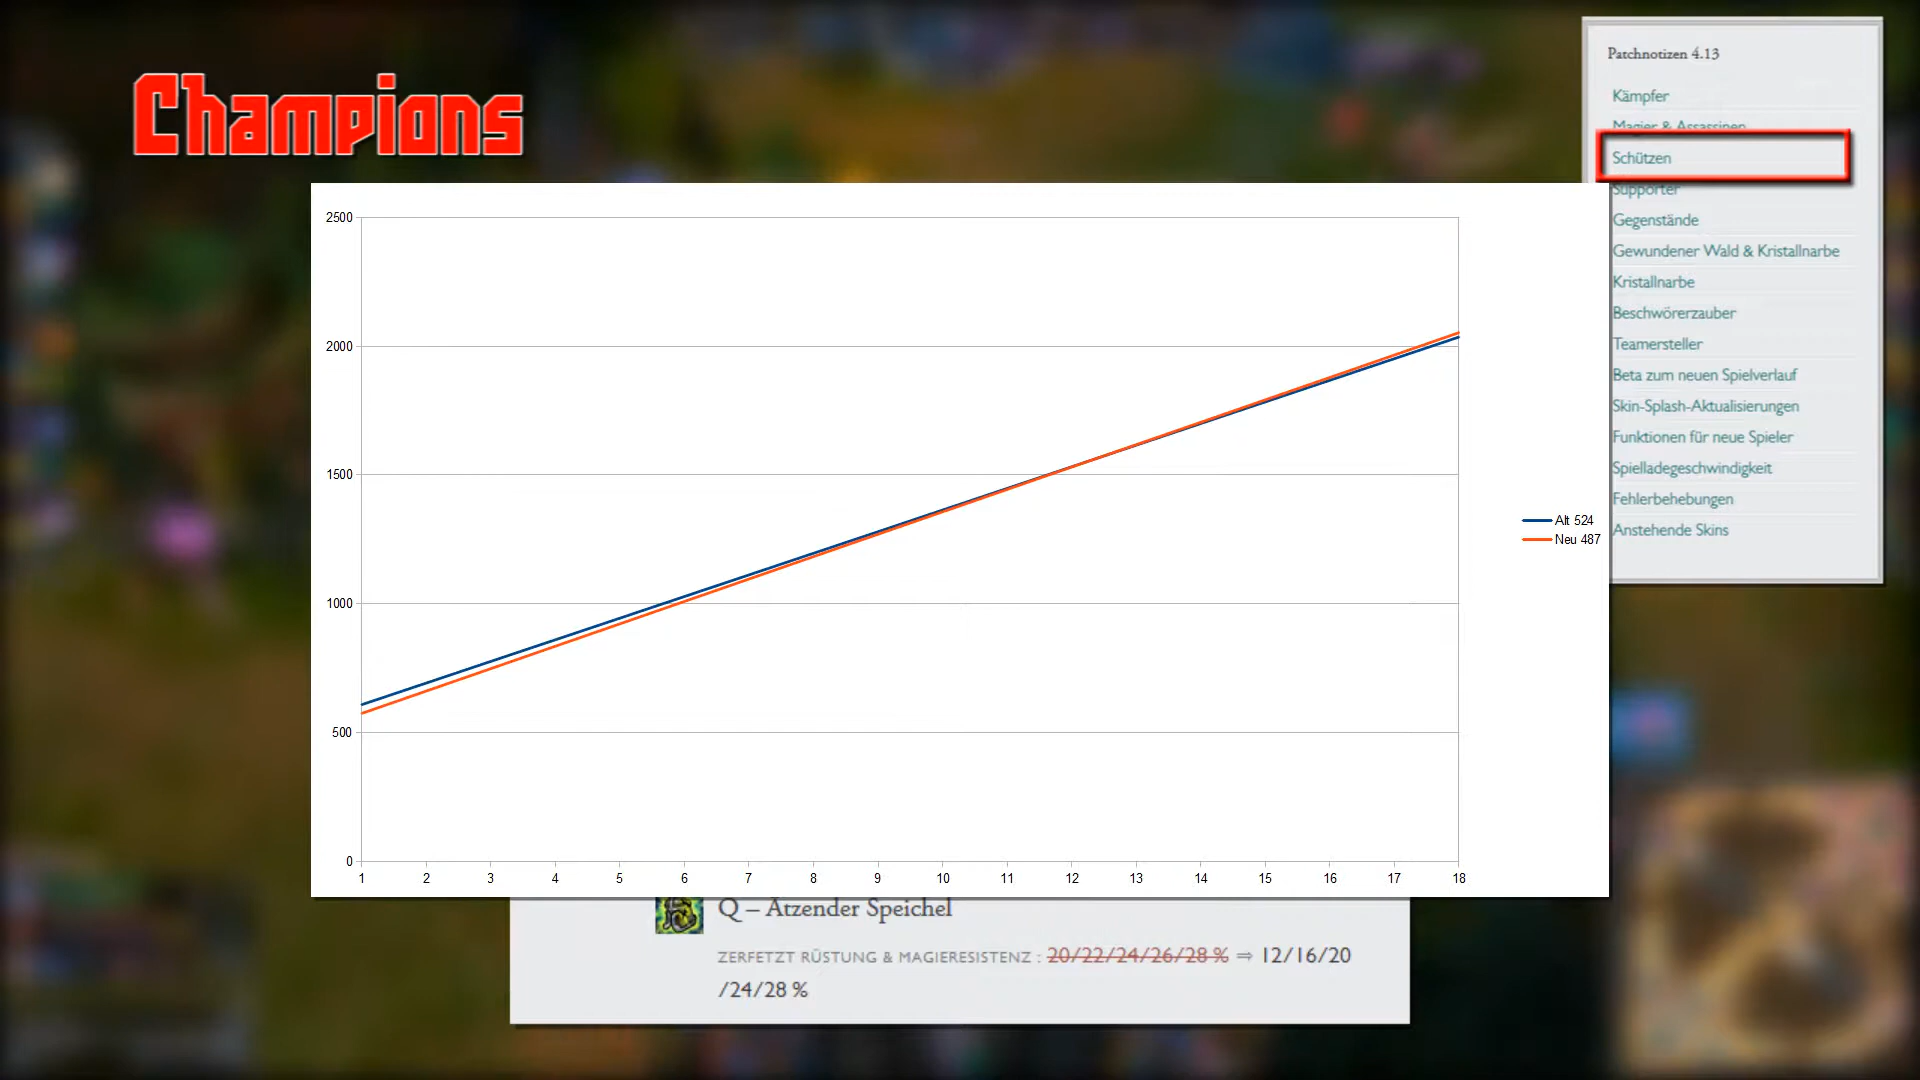 Champions
Patchnotizen 4.13
Kämpfer
Magier & Assassinen
Schützen
Supporter
Gegenstände
Gewundener Wald & Kristallnarbe
Kristallnarbe
Beschwörerzauber
Teamersteller
Beta zum neuen Spielverlauf
Skin-Splash-Aktualisierungen
Funktionen für neue Spieler
Spielladegeschwindigkeit
Fehlerbehebungen
Anstehende Skins
2500
2000
1500
1000
500
0
1 2 3 4 5 6 7 8 9 10 11 12 13 14 15 16 17 18
Alt 524
Neu 487
Q – Ätzender Speichel
ZERFETZT RÜSTUNG & MAGIERESISTENZ : 20/22/24/26/28 % ⇒ 12/16/20
/24/28 %